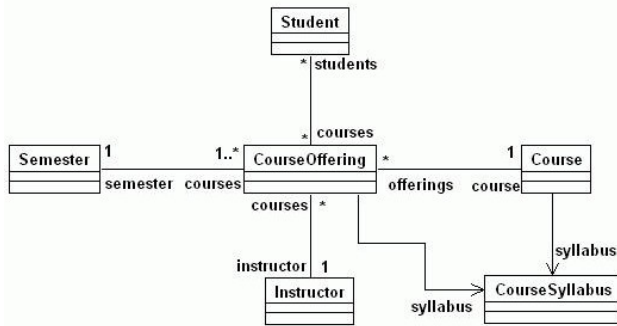 Student
* students
* courses
Semester 1 1..* CourseOffering * 1 Course
semester courses offerings course
courses *
syllabus
instructor 1
Instructor
syllabus
CourseSyllabus